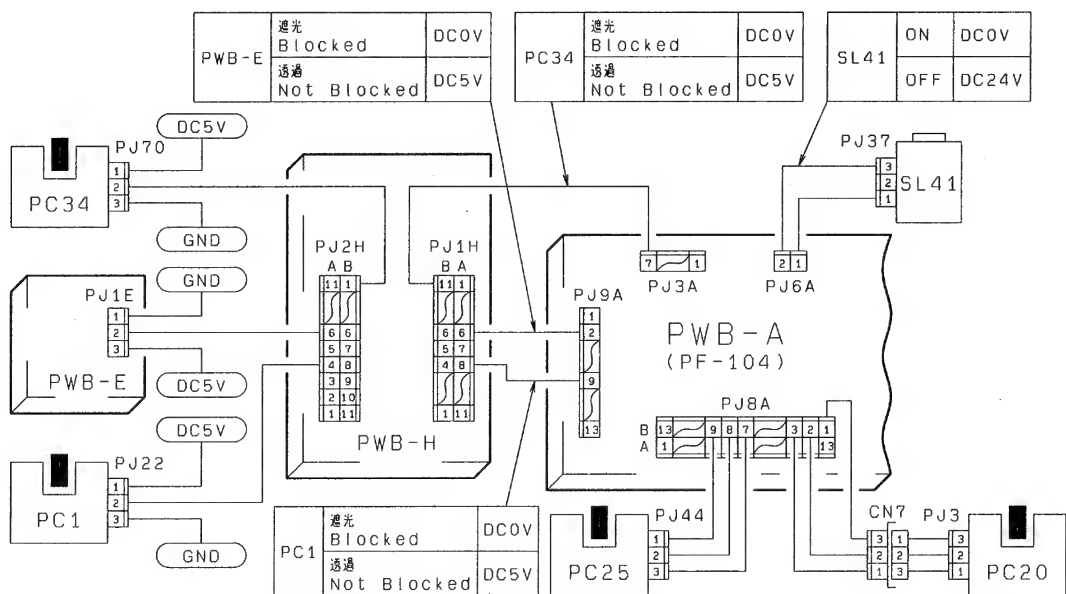 PWB-E
遮光
Blocked
DC0V
透過
Not Blocked
DC5V
PC34
遮光
Blocked
DC0V
透過
Not Blocked
DC5V
SL41
ON
DC0V
OFF
DC24V
DC5V
PJ70
1
2
3
PC34
GND
GND
PJ1E
1
2
3
PWB-E
DC5V
DC5V
PJ22
1
2
3
PC1
GND
PJ2H
A B
11 1
6 6
5 7
4 8
3 9
2 10
1 11
PJ1H
B A
11 1
6 6
5 7
4 8
1 11
PWB-H
PJ37
3
2
1
SL41
7 1
PJ3A
2 1
PJ6A
PJ9A
1
2
9
13
PWB-A
(PF-104)
PJ8A
B 13 9 8 7 3 2 1
A 1 13
PC1
遮光
Blocked
DC0V
透過
Not Blocked
DC5V
PJ44
1
2
3
PC25
CN7
3 1
2 2
1 3
PJ3
3
2
1
PC20